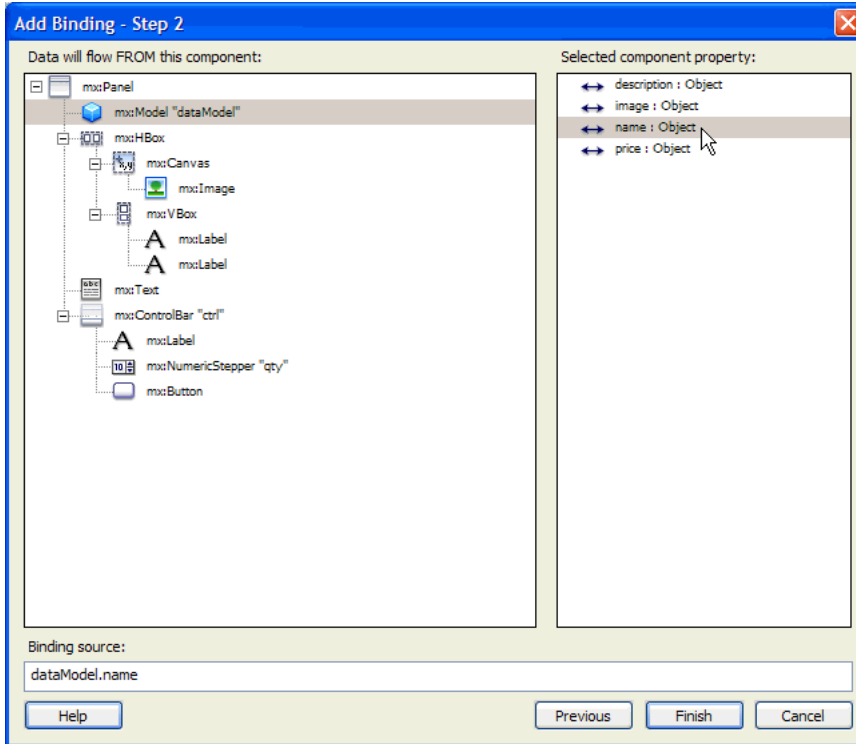 Add Binding - Step 2
Data will flow FROM this component:
mx:Panel
mx:Model "dataModel"
mx:HBox
x,y
mx:Canvas
mx:Image
mx:VBox
A mx:Label
A mx:Label
abc
mx:Text
mx:ControlBar "ctrl"
A mx:Label
10 mx:NumericStepper "qty"
mx:Button
Selected component property:
description : Object
image : Object
name : Object
price : Object
Binding source:
dataModel.name
Help
Previous
Finish
Cancel